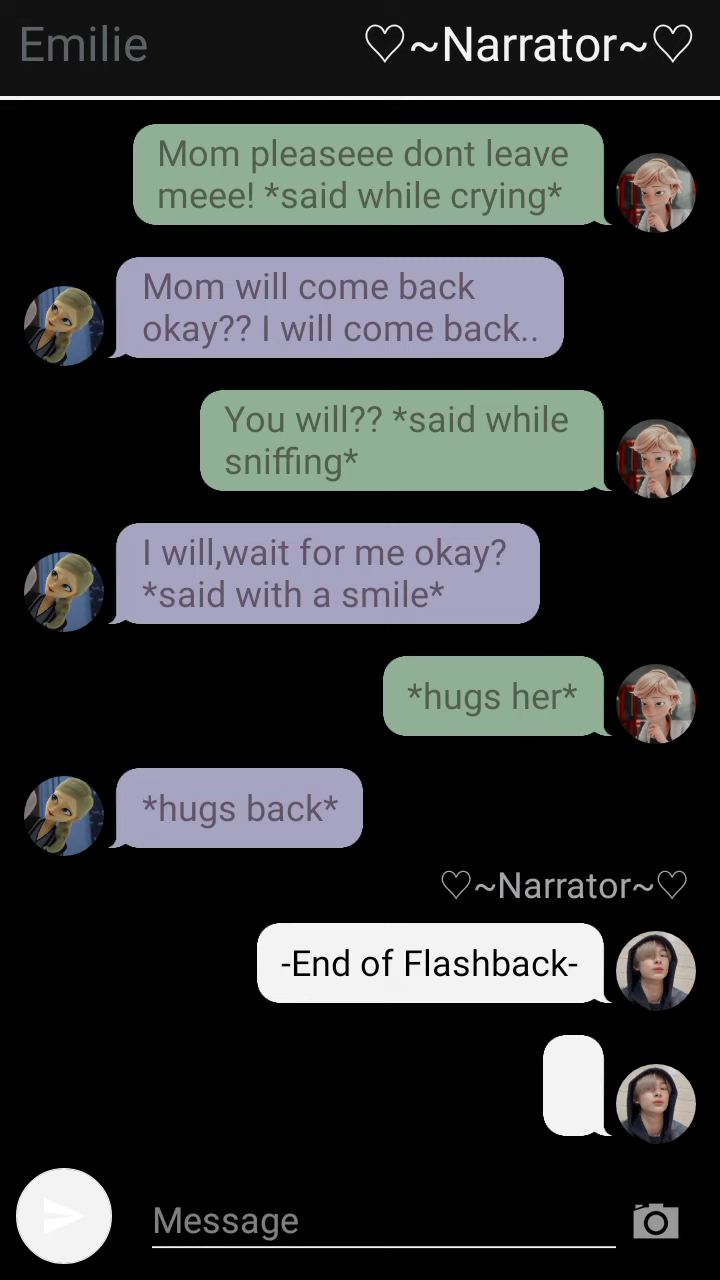 Emilie
♡~Narrator~♡
Mom pleaseee dont leave
meee! *said while crying*
Mom will come back
okay?? I will come back..
You will?? *said while
sniffing*
I will,wait for me okay?
*said with a smile*
*hugs her*
*hugs back*
♡~Narrator~♡
-End of Flashback-
Message